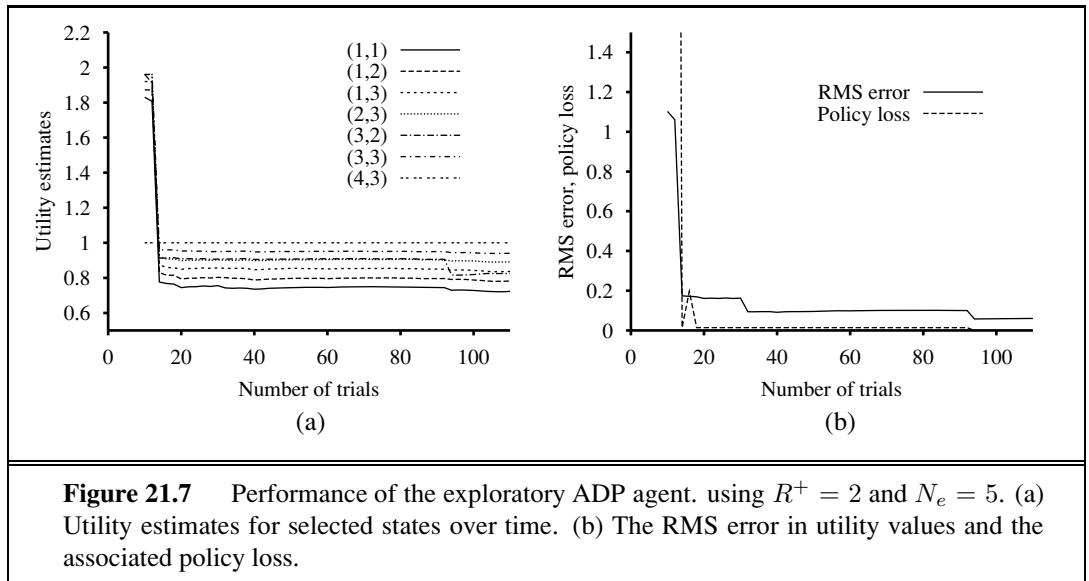 2.2
2
1.8
1.6
1.4
1.2
1
0.8
0.6
Utility estimates
(1,1)
(1,2)
(1,3)
(2,3)
(3,2)
(3,3)
(4,3)
0 20 40 60 80 100
Number of trials
(a)
1.4
1.2
1
0.8
0.6
0.4
0.2
0
RMS error, policy loss
RMS error
Policy loss
0 20 40 60 80 100
Number of trials
(b)
Figure 21.7 Performance of the exploratory ADP agent. using R⁺ = 2 and Nₑ = 5. (a)
Utility estimates for selected states over time. (b) The RMS error in utility values and the
associated policy loss.